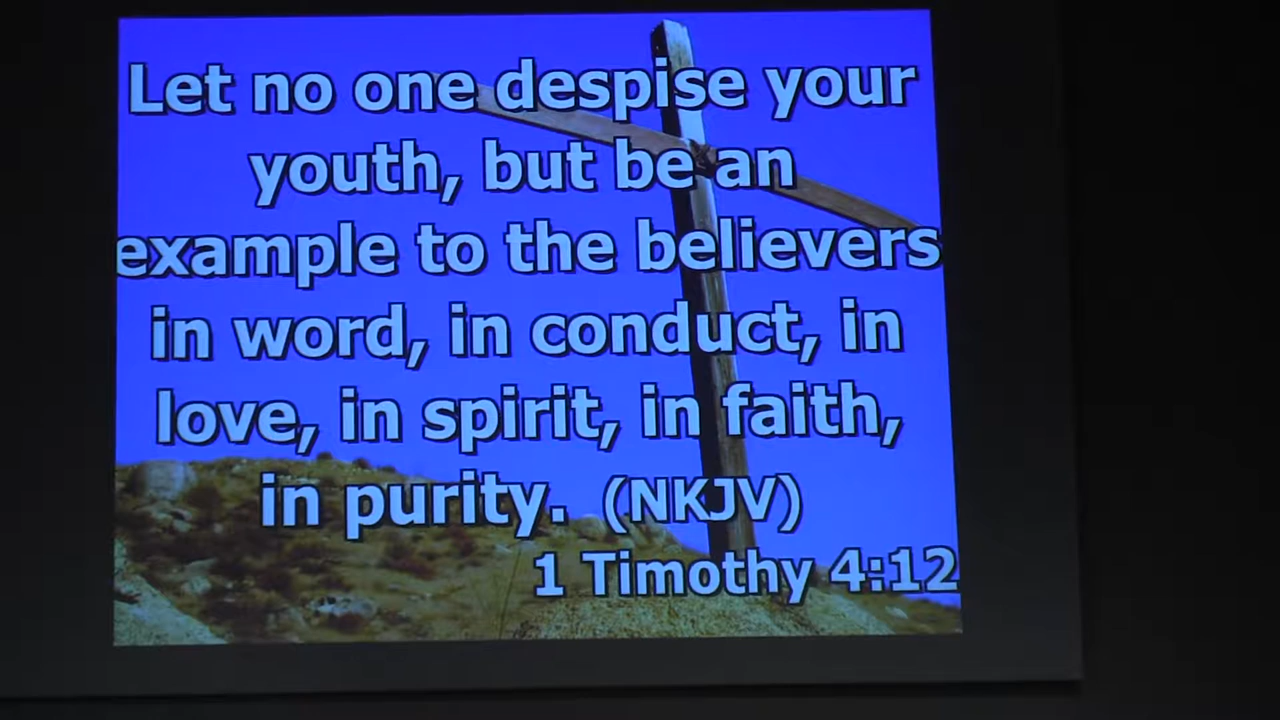 Let no one despise your
youth, but be an
example to the believers
in word, in conduct, in
love, in spirit, in faith,
in purity. (NKJV)
1 Timothy 4:12